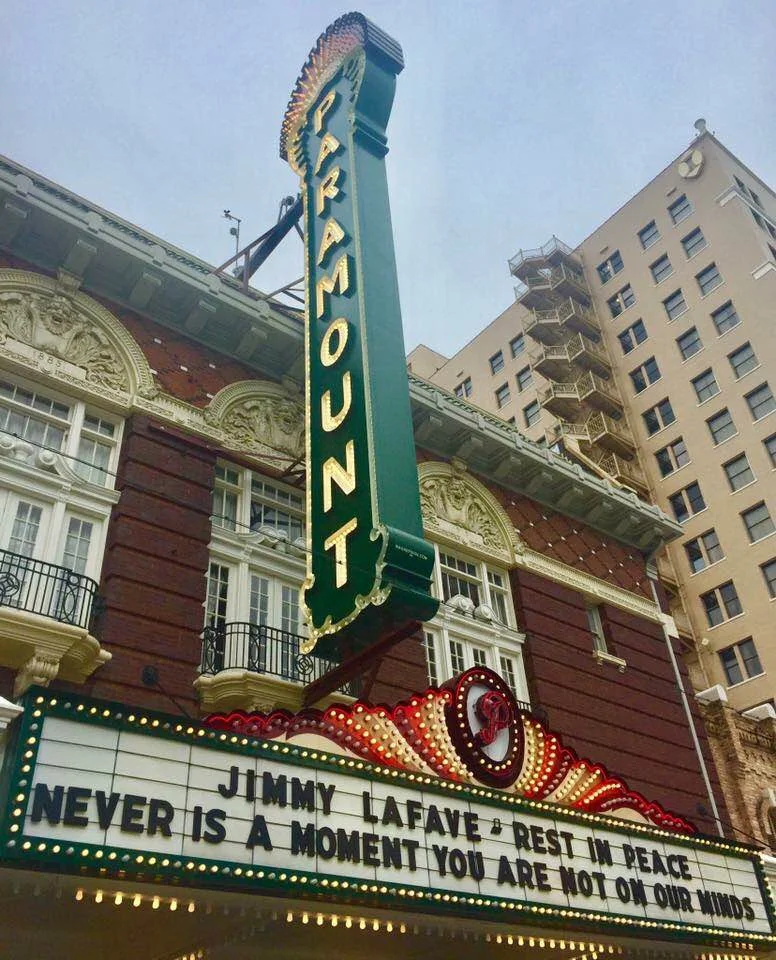 PARAMOUNT
JIMMY LAFAVE REST IN PEACE
NEVER IS A MOMENT YOU ARE NOT ON OUR MINDS
P